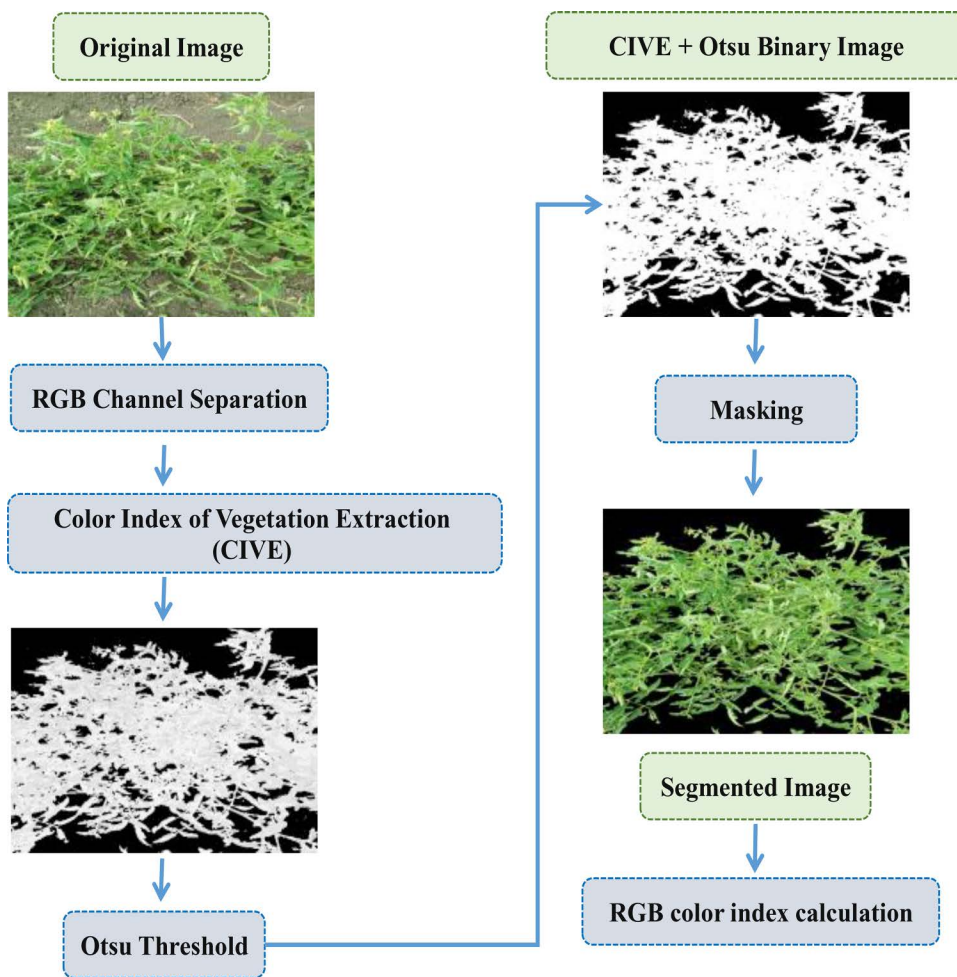 Original Image
RGB Channel Separation
Color Index of Vegetation Extraction
(CIVE)
Otsu Threshold
CIVE + Otsu Binary Image
Masking
Segmented Image
RGB color index calculation